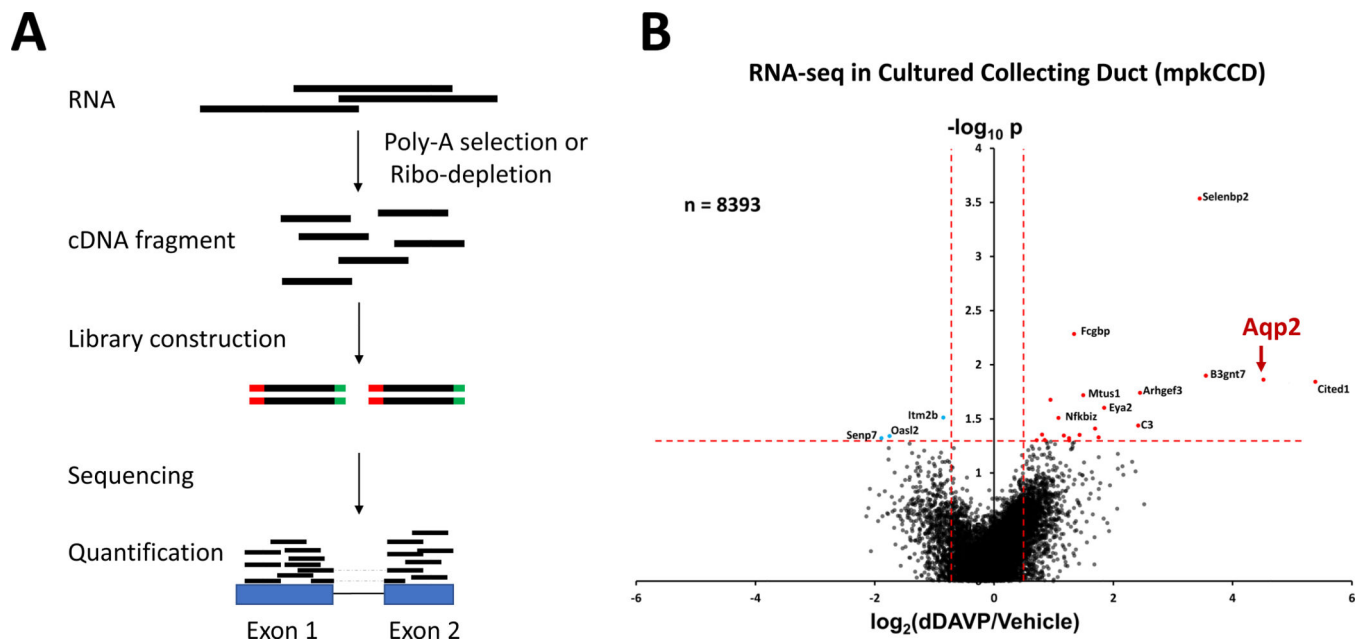 A
RNA
Poly-A selection or
Ribo-depletion
cDNA fragment
Library construction
Sequencing
Quantification
Exon 1
Exon 2
B
RNA-seq in Cultured Collecting Duct (mpkCCD)
-log10 p
4
n = 8393
3.5
Selenbp2
3
2.5
Fcgbp
Aqp2
2
B3gnt7
Cited1
Mtus1
Arhgef3
Eya2
Itm2b
1.5
Nfkbiz
C3
Senp7
Oasl2
1
-6
-4
-2
0
2
4
6
log2(dDAVP/Vehicle)